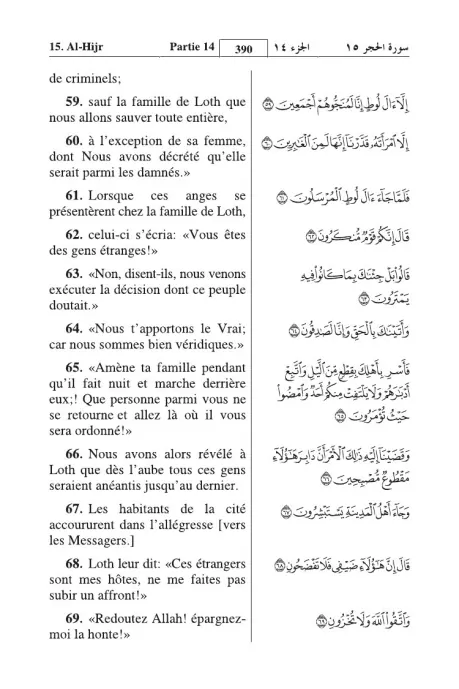 15. Al-Hijr Partie 14 390 الجزء ١٤ سورة الحجر ١٥
de criminels;
59. sauf la famille de Loth que
nous allons sauver toute entière,
60. à l’exception de sa femme,
dont Nous avons décrété qu’elle
serait parmi les damnés.»
61. Lorsque ces anges se
présentèrent chez la famille de Loth,
62. celui-ci s’écria: «Vous êtes
des gens étranges!»
63. «Non, disent-ils, nous venons
exécuter la décision dont ce peuple
doutait.»
64. «Nous t’apportons le Vrai;
car nous sommes bien véridiques.»
65. «Amène ta famille pendant
qu’il fait nuit et marche derrière
eux;! Que personne parmi vous ne
se retourne et allez là où il vous
sera ordonné!»
66. Nous avons alors révélé à
Loth que dès l’aube tous ces gens
seraient anéantis jusqu’au dernier.
67. Les habitants de la cité
accoururent dans l’allégresse [vers
les Messagers.]
68. Loth leur dit: «Ces étrangers
sont mes hôtes, ne me faites pas
subir un affront!»
69. «Redoutez Allah! épargnez-
moi la honte!»
إِلَّآ ءَالَ لُوطٍ إِنَّا لَمُنَجُّوهُمْ أَجْمَعِينَ ٥٩
إِلَّا ٱمْرَأَتَهُۥ قَدَّرْنَآ إِنَّهَا لَمِنَ ٱلْغَٰبِرِينَ ٦٠
فَلَمَّا جَآءَ ءَالَ لُوطٍ ٱلْمُرْسَلُونَ ٦١
قَالَ إِنَّكُمْ قَوْمٌ مُّنكَرُونَ ٦٢
قَالُوا۟ بَلْ جِئْنَٰكَ بِمَا كَانُوا۟ فِيهِ
يَمْتَرُونَ ٦٣
وَأَتَيْنَٰكَ بِٱلْحَقِّ وَإِنَّا لَصَٰدِقُونَ ٦٤
فَأَسْرِ بِأَهْلِكَ بِقِطْعٍ مِّنَ ٱلَّيْلِ وَٱتَّبِعْ
أَدْبَٰرَهُمْ وَلَا يَلْتَفِتْ مِنكُمْ أَحَدٌ وَٱمْضُوا۟
حَيْثُ تُؤْمَرُونَ ٦٥
وَقَضَيْنَآ إِلَيْهِ ذَٰلِكَ ٱلْأَمْرَ أَنَّ دَابِرَ هَٰٓؤُلَآءِ
مَقْطُوعٌ مُّصْبِحِينَ ٦٦
وَجَآءَ أَهْلُ ٱلْمَدِينَةِ يَسْتَبْشِرُونَ ٦٧
قَالَ إِنَّ هَٰٓؤُلَآءِ ضَيْفِى فَلَا تَفْضَحُونِ ٦٨
وَٱتَّقُوا۟ ٱللَّهَ وَلَا تُخْزُونِ ٦٩